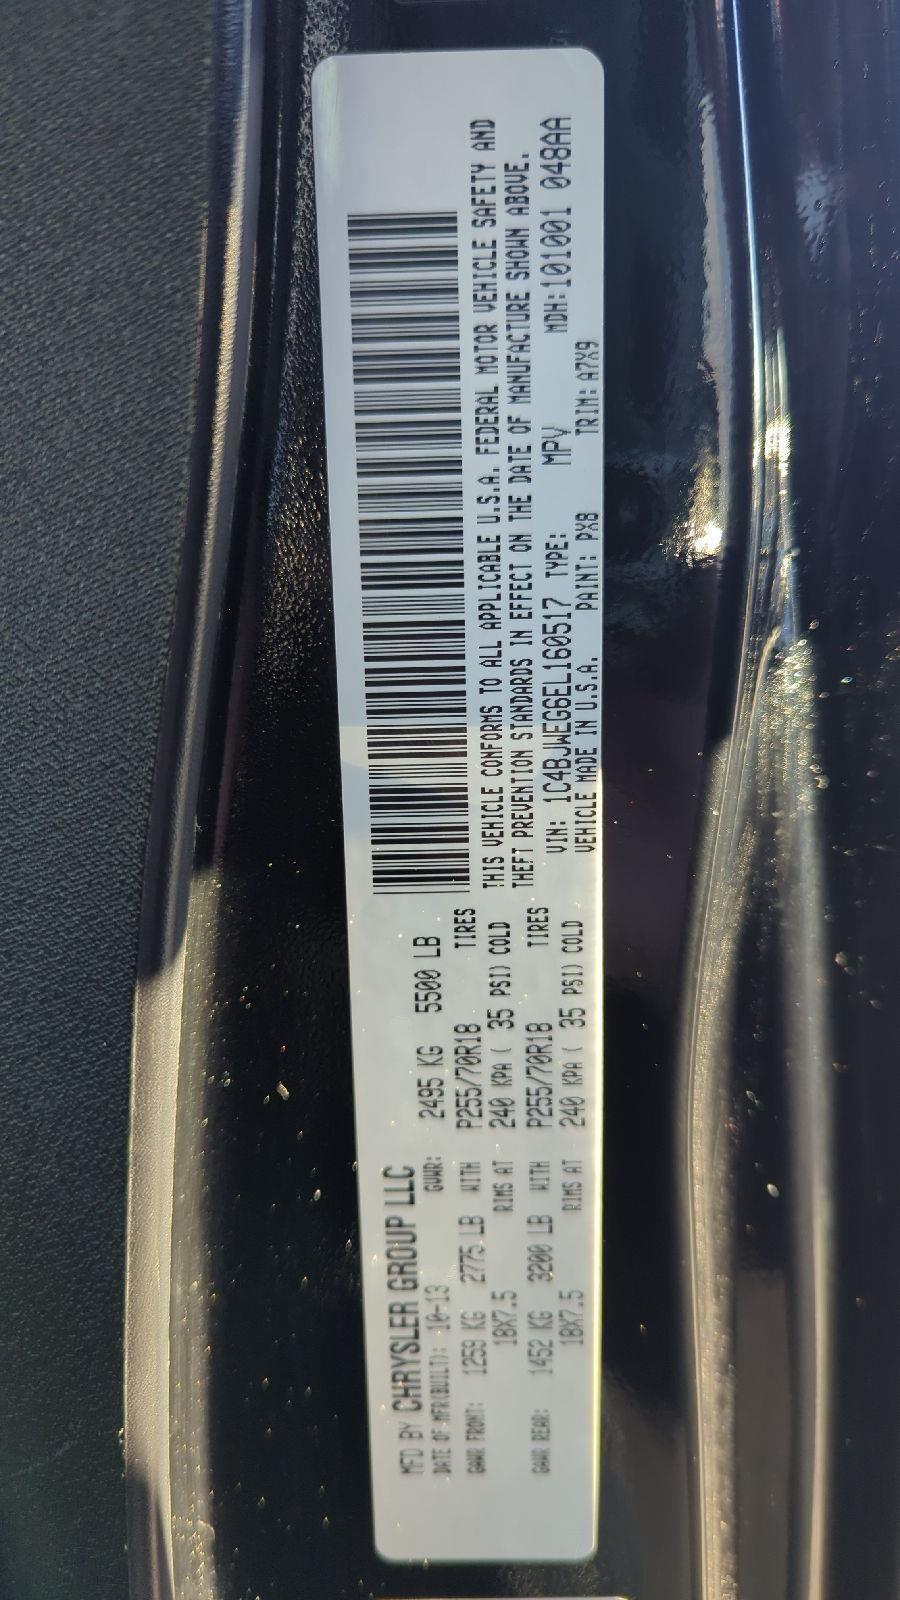 MFD BY CHRYSLER GROUP LLC
DATE OF MFR(BUILT): 10-13 GVWR: 2495 KG 5500 LB
GAWR FRONT: 1259 KG 2775 LB WITH P255/70R18 TIRES
18X7.5 RIMS AT 240 KPA ( 35 PSI) COLD
GAWR REAR: 1452 KG 3200 LB WITH P255/70R18 TIRES
18X7.5 RIMS AT 240 KPA ( 35 PSI) COLD
THIS VEHICLE CONFORMS TO ALL APPLICABLE U.S.A. FEDERAL MOTOR VEHICLE SAFETY AND
THEFT PREVENTION STANDARDS IN EFFECT ON THE DATE OF MANUFACTURE SHOWN ABOVE.
VIN: 1C4BJWEG6EL160517 TYPE: MPV MDH:101001 048AA
VEHICLE MADE IN U.S.A. PAINT: PX8 TRIM: A7X9